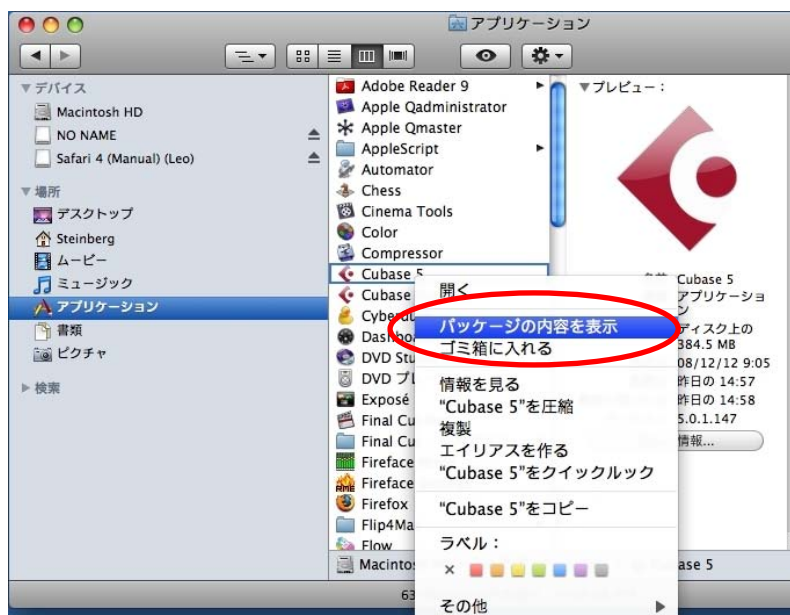 アプリケーション
▼デバイス
Macintosh HD
NO NAME
Safari 4 (Manual) (Leo)
▼場所
デスクトップ
Steinberg
ムービー
ミュージック
アプリケーション
書類
ピクチャ
▶検索
Adobe Reader 9
Apple Qadministrator
Apple Qmaster
AppleScript
Automator
Chess
Cinema Tools
Color
Compressor
Cubase 5
Cubase
Cyberdu
Dashbo
DVD Stu
DVD プレ
Exposé
Final Cu
Final Cu
Fireface
Fireface
Firefox
Flip4Ma
Flow
Macinto
63
開く
パッケージの内容を表示
ゴミ箱に入れる
情報を見る
“Cubase 5”を圧縮
複製
エイリアスを作る
“Cubase 5”をクイックルック
“Cubase 5”をコピー
ラベル：
×
その他
▼プレビュー：
Cubase 5
アプリケーショ
ン
ディスク上の
384.5 MB
08/12/12 9:05
昨日の 14:57
昨日の 14:58
5.0.1.147
情報...
ase 5